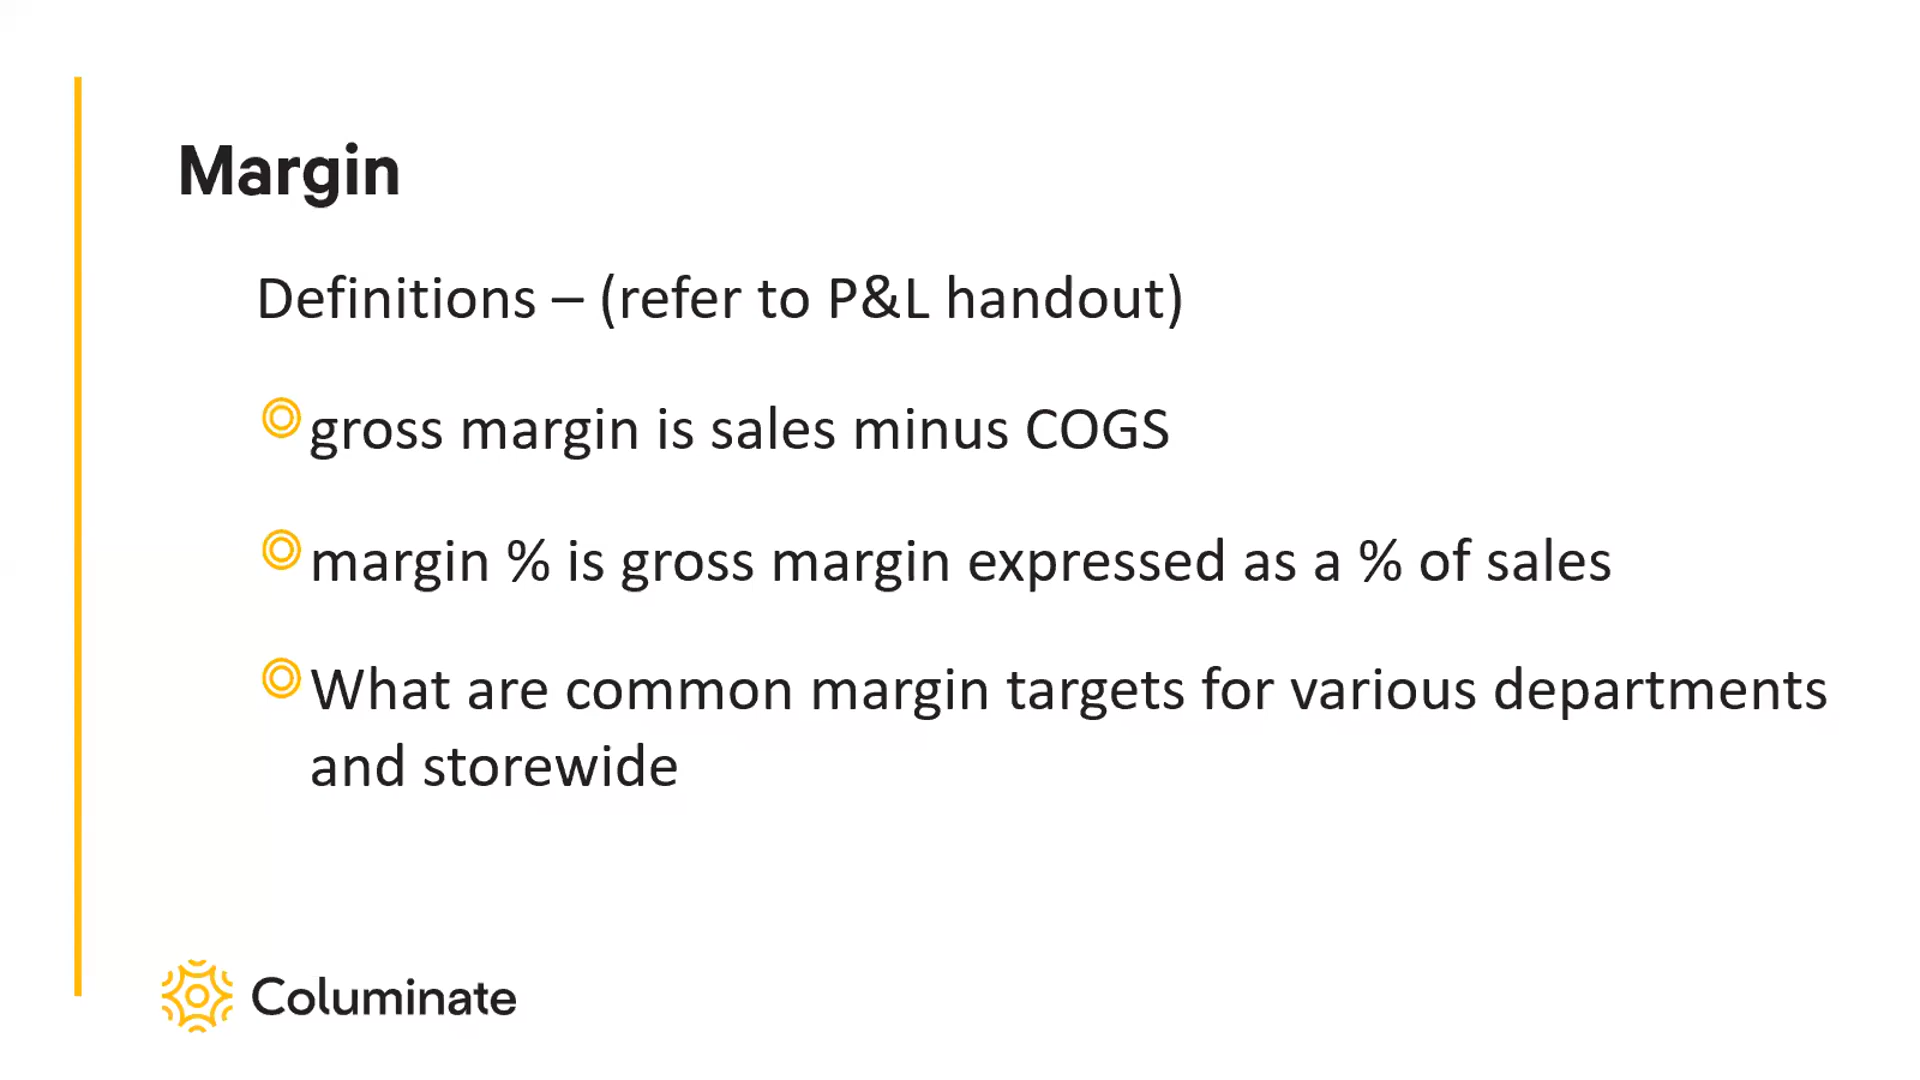 Margin
Definitions – (refer to P&L handout)
gross margin is sales minus COGS
margin % is gross margin expressed as a % of sales
What are common margin targets for various departments
and storewide
Columinate